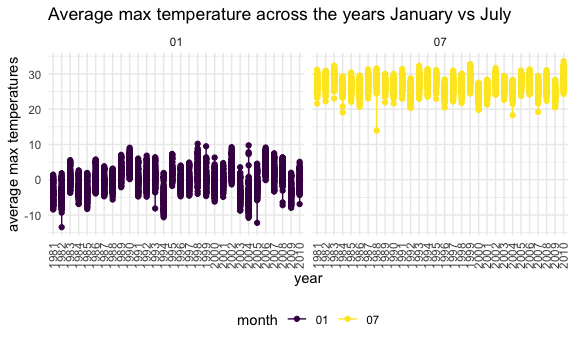 Average max temperature across the years January vs July
01 07
average max temperatures
30
20
10
0
-10
1981 1982 1983 1984 1985 1986 1987 1988 1989 1990 1991 1992 1993 1994 1995 1996 1997 1998 1999 2000 2001 2002 2003 2004 2005 2006 2007 2008 2009 2010
1981 1982 1983 1984 1985 1986 1987 1988 1989 1990 1991 1992 1993 1994 1995 1996 1997 1998 1999 2000 2001 2002 2003 2004 2005 2006 2007 2008 2009 2010
year
month 01 07